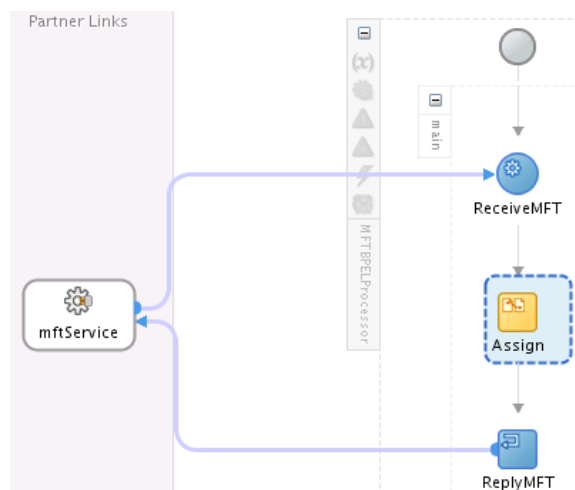 Partner Links
(x)
main
ReceiveMFT
MFTBPELProcessor
mftService
Assign
ReplyMFT